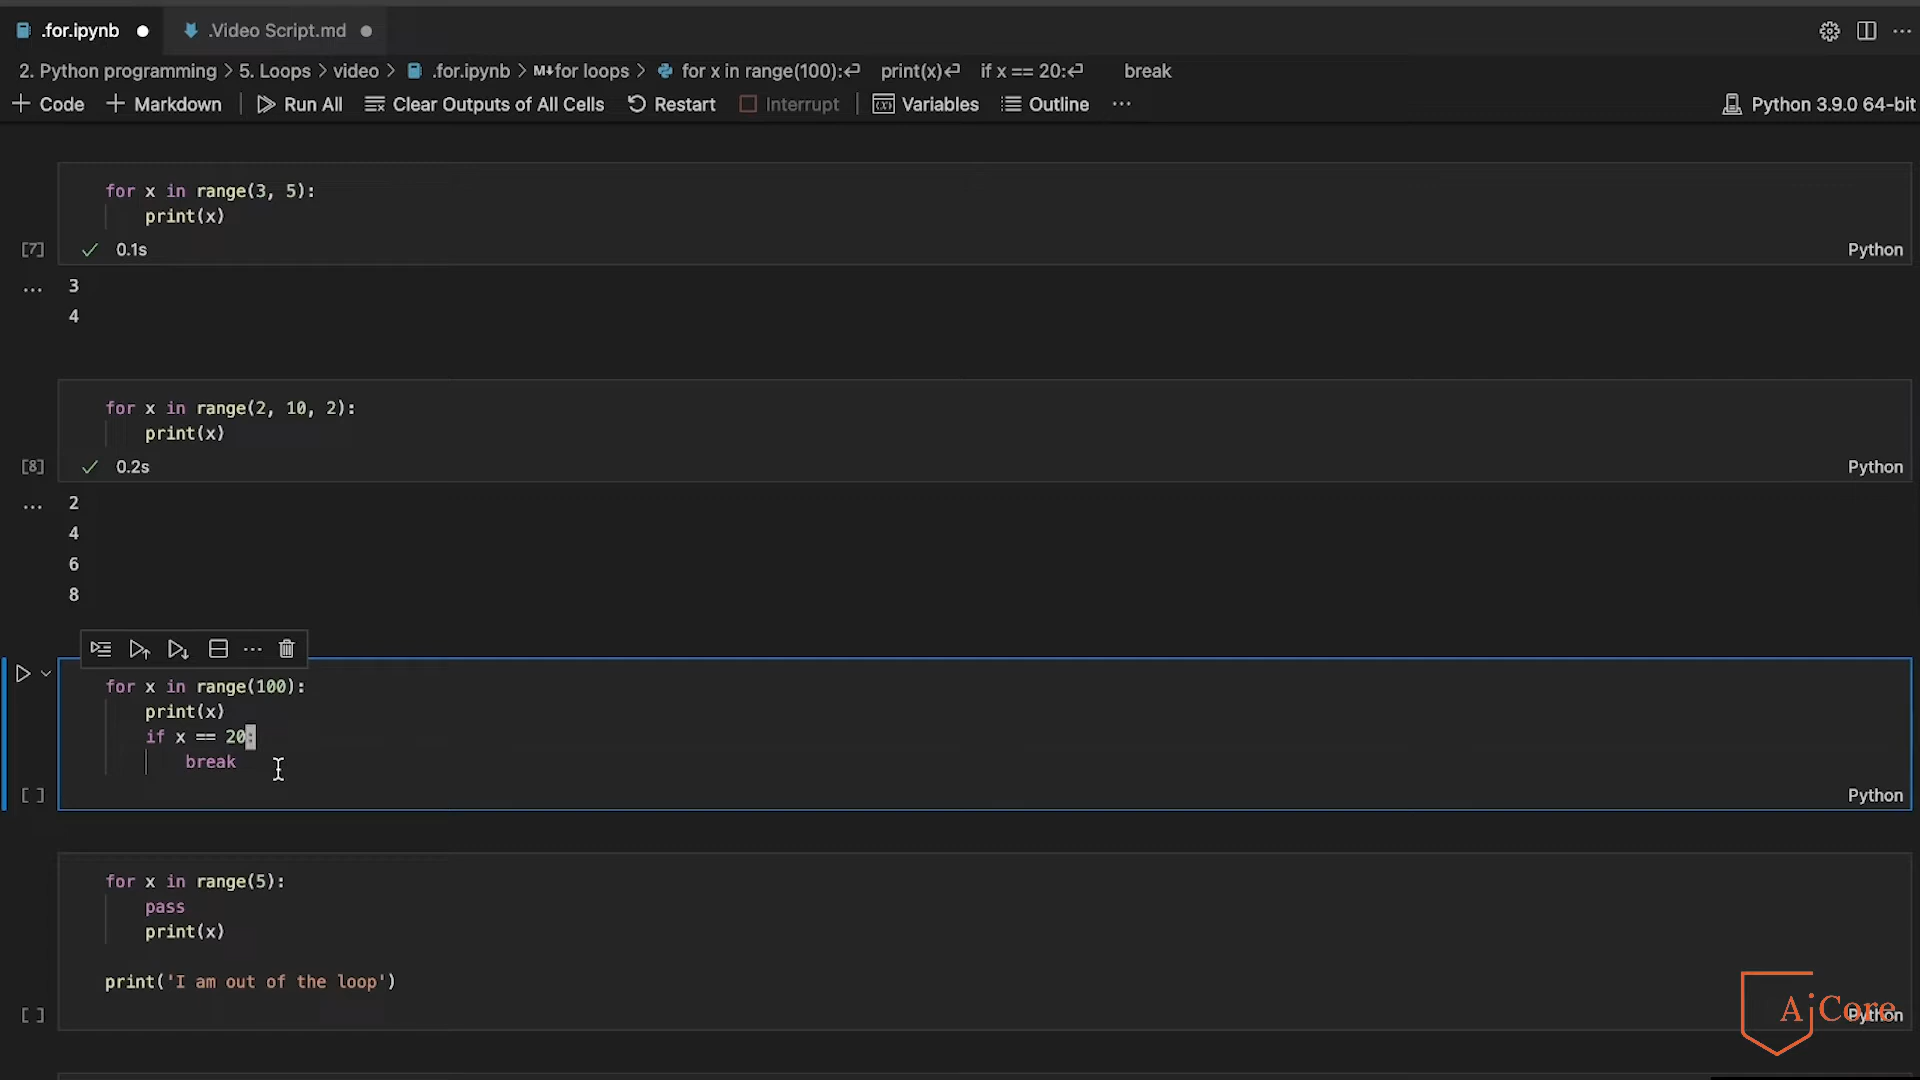 .for.ipynb
.Video Script.md
2. Python programming > 5. Loops > video > .for.ipynb > M↓for loops > for x in range(100):↵ print(x)↵ if x == 20:↵ break
+ Code + Markdown | Run All Clear Outputs of All Cells Restart Interrupt | Variables Outline ... Python 3.9.0 64-bit
for x in range(3, 5):
print(x)
[7] ✓ 0.1s Python
... 3
4
for x in range(2, 10, 2):
print(x)
[8] ✓ 0.2s Python
... 2
4
6
8
for x in range(100):
print(x)
if x == 20:
break
[ ] Python
for x in range(5):
pass
print(x)
print('I am out of the loop')
[ ] Python
AiCore